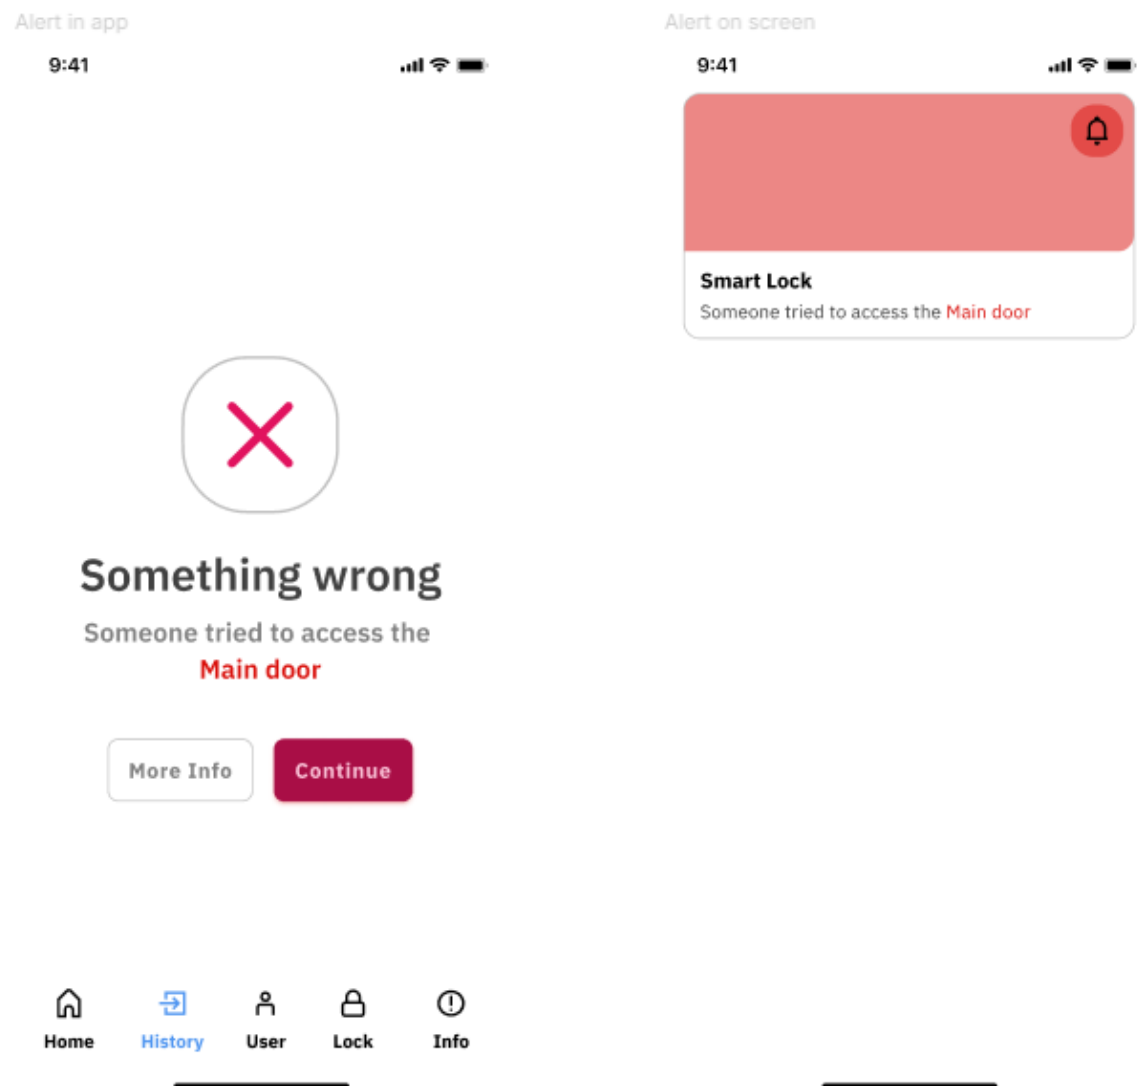 Alert in app
9:41
Something wrong
Someone tried to access the
Main door
More Info
Continue
Home
History
User
Lock
Info
Alert on screen
9:41
Smart Lock
Someone tried to access the Main door